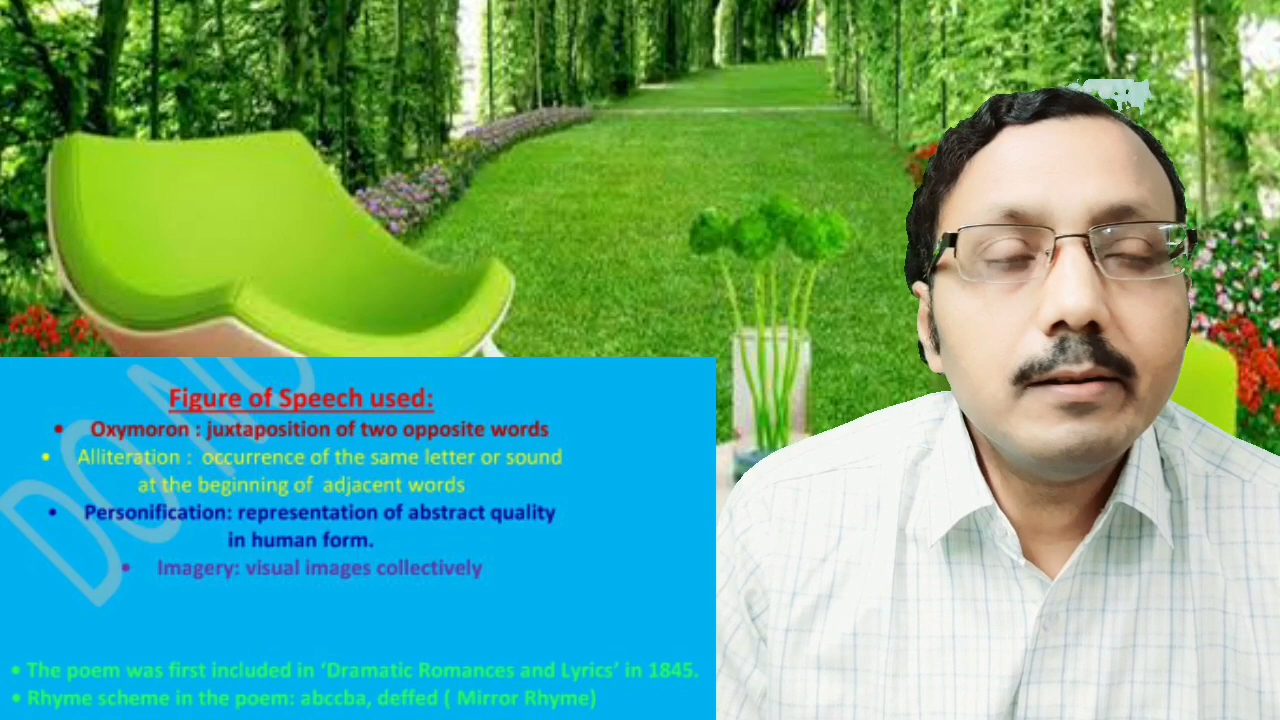 Figure of Speech used:
• Oxymoron : juxtaposition of two opposite words
• Alliteration : occurrence of the same letter or sound
at the beginning of adjacent words
• Personification: representation of abstract quality
in human form.
• Imagery: visual images collectively
• The poem was first included in ‘Dramatic Romances and Lyrics’ in 1845.
• Rhyme scheme in the poem: abccba, deffed ( Mirror Rhyme)